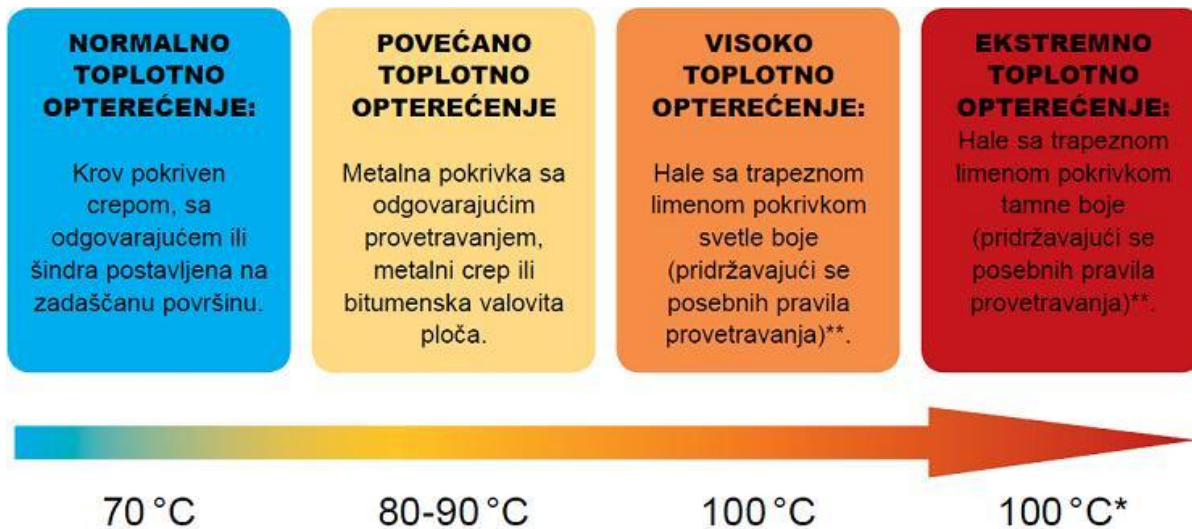 NORMALNO
TOPLOTNO
OPTEREĆENJE:
Krov pokriven
crepom, sa
odgovarajućem ili
šindra postavljena na
zadaščanu površinu.
POVEĆANO
TOPLOTNO
OPTEREĆENJE
Metalna pokrivka sa
odgovarajućim
provetravanjem,
metalni crep ili
bitumenska valovita
ploča.
VISOKO
TOPLOTNO
OPTEREĆENJE:
Hale sa trapeznom
limenom pokrivkom
svetle boje
(pridržavajući se
posebnih pravila
provetravanja)**.
EKSTREMNO
TOPLOTNO
OPTEREĆENJE:
Hale sa trapeznom
limenom pokrivkom
tamne boje
(pridržavajući se
posebnih pravila
provetravanja)**.
70 °C
80-90 °C
100 °C
100 °C*